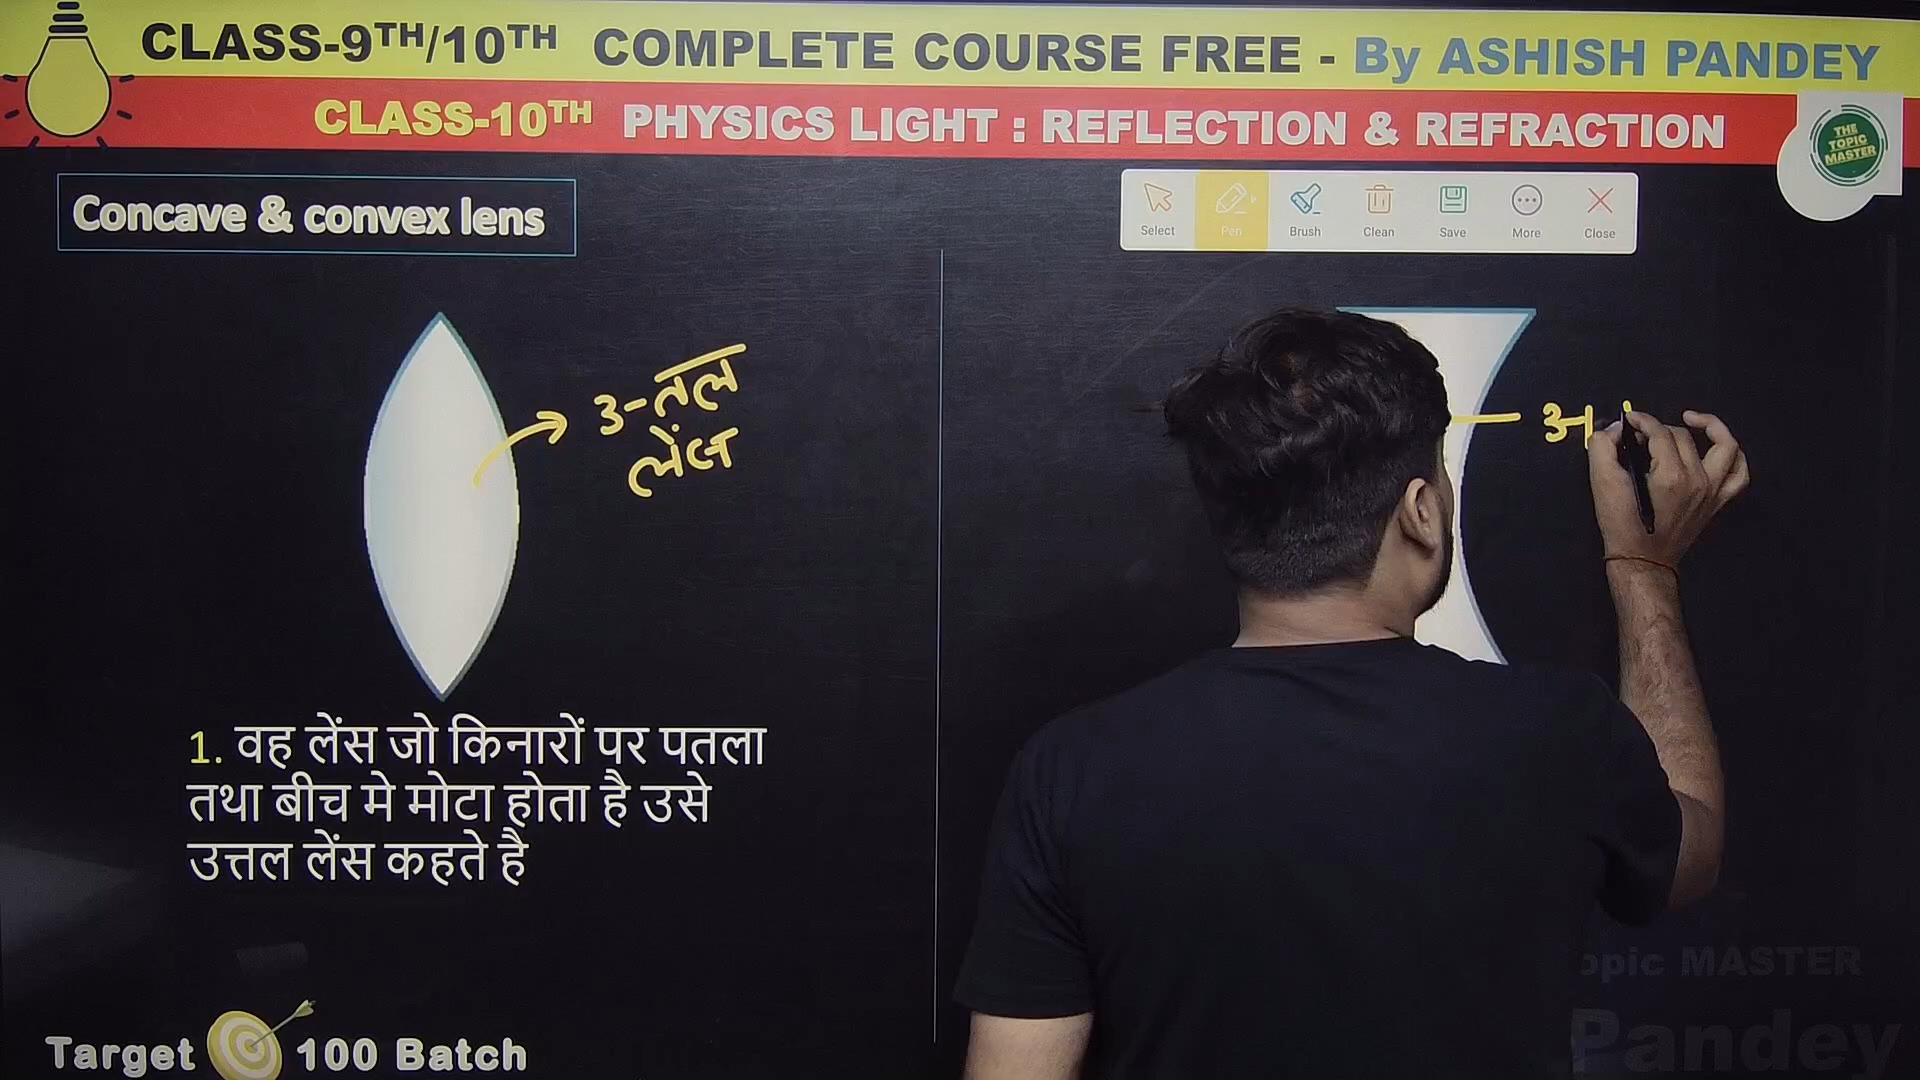 CLASS-9TH/10TH COMPLETE COURSE FREE - By ASHISH PANDEY
CLASS-10TH PHYSICS LIGHT : REFLECTION & REFRACTION
THE
TOPIC
MASTER
Concave & convex lens
Select Pen Brush Clean Save More Close
उ-तल
लेंस
अ
1. वह लेंस जो किनारों पर पतला
तथा बीच मे मोटा होता है उसे
उत्तल लेंस कहते है
opic MASTER
Pandey
Target 100 Batch